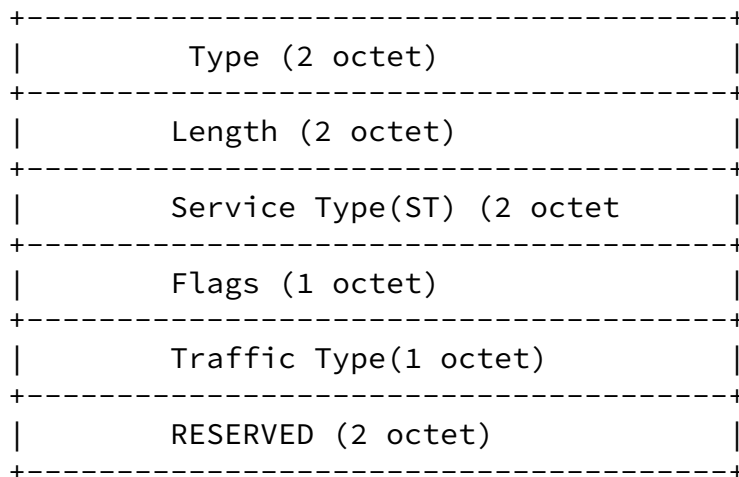 Type (2 octet)
Length (2 octet)
Service Type(ST) (2 octet
Flags (1 octet)
Traffic Type(1 octet)
RESERVED (2 octet)